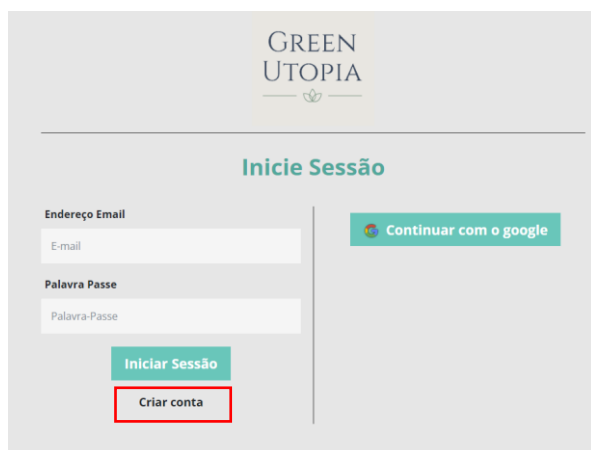 GREEN
UTOPIA
Inicie Sessão
Endereço Email
E-mail
Palavra Passe
Palavra-Passe
Iniciar Sessão
Criar conta
Continuar com o google